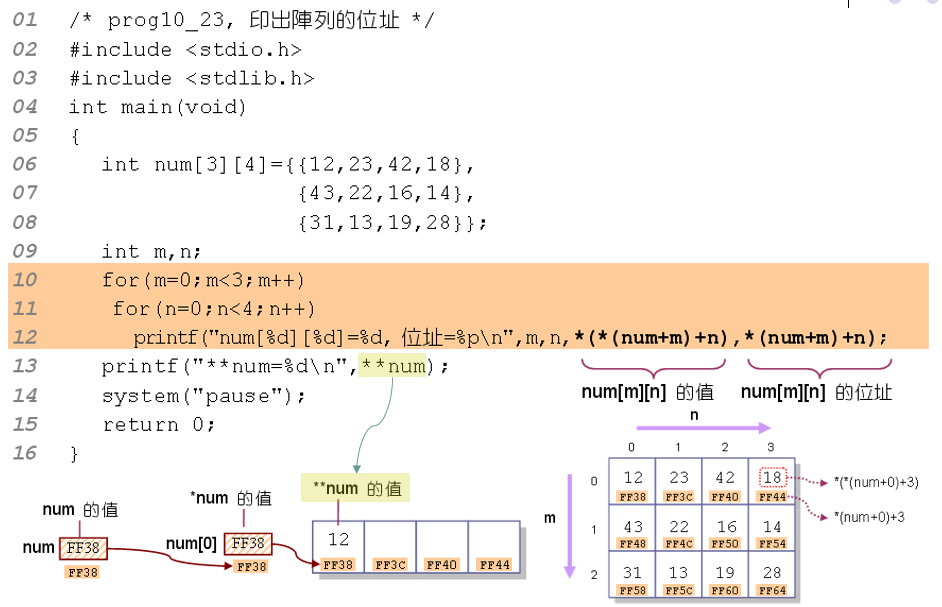 01 /* prog10_23, 印出陣列的位址 */
02 #include <stdio.h>
03 #include <stdlib.h>
04 int main(void)
05 {
06 int num[3][4]={{12,23,42,18},
07 {43,22,16,14},
08 {31,13,19,28}};
09 int m,n;
10 for(m=0;m<3;m++)
11 for(n=0;n<4;n++)
12 printf("num[%d][%d]=%d, 位址=%p\n",m,n,*(*(num+m)+n),*(num+m)+n);
13 printf("**num=%d\n",**num);
14 system("pause");
15 return 0;
16 }
num[m][n] 的值
num[m][n] 的位址
num 的值
num
FF38
FF38
*num 的值
num[0]
FF38
FF38
**num 的值
12
FF38 FF3C FF40 FF44
n
0 1 2 3
m
0 12 23 42 18
FF38 FF3C FF40 FF44
1 43 22 16 14
FF48 FF4C FF50 FF54
2 31 13 19 28
FF58 FF5C FF60 FF64
*(*(num+0)+3)
*(num+0)+3